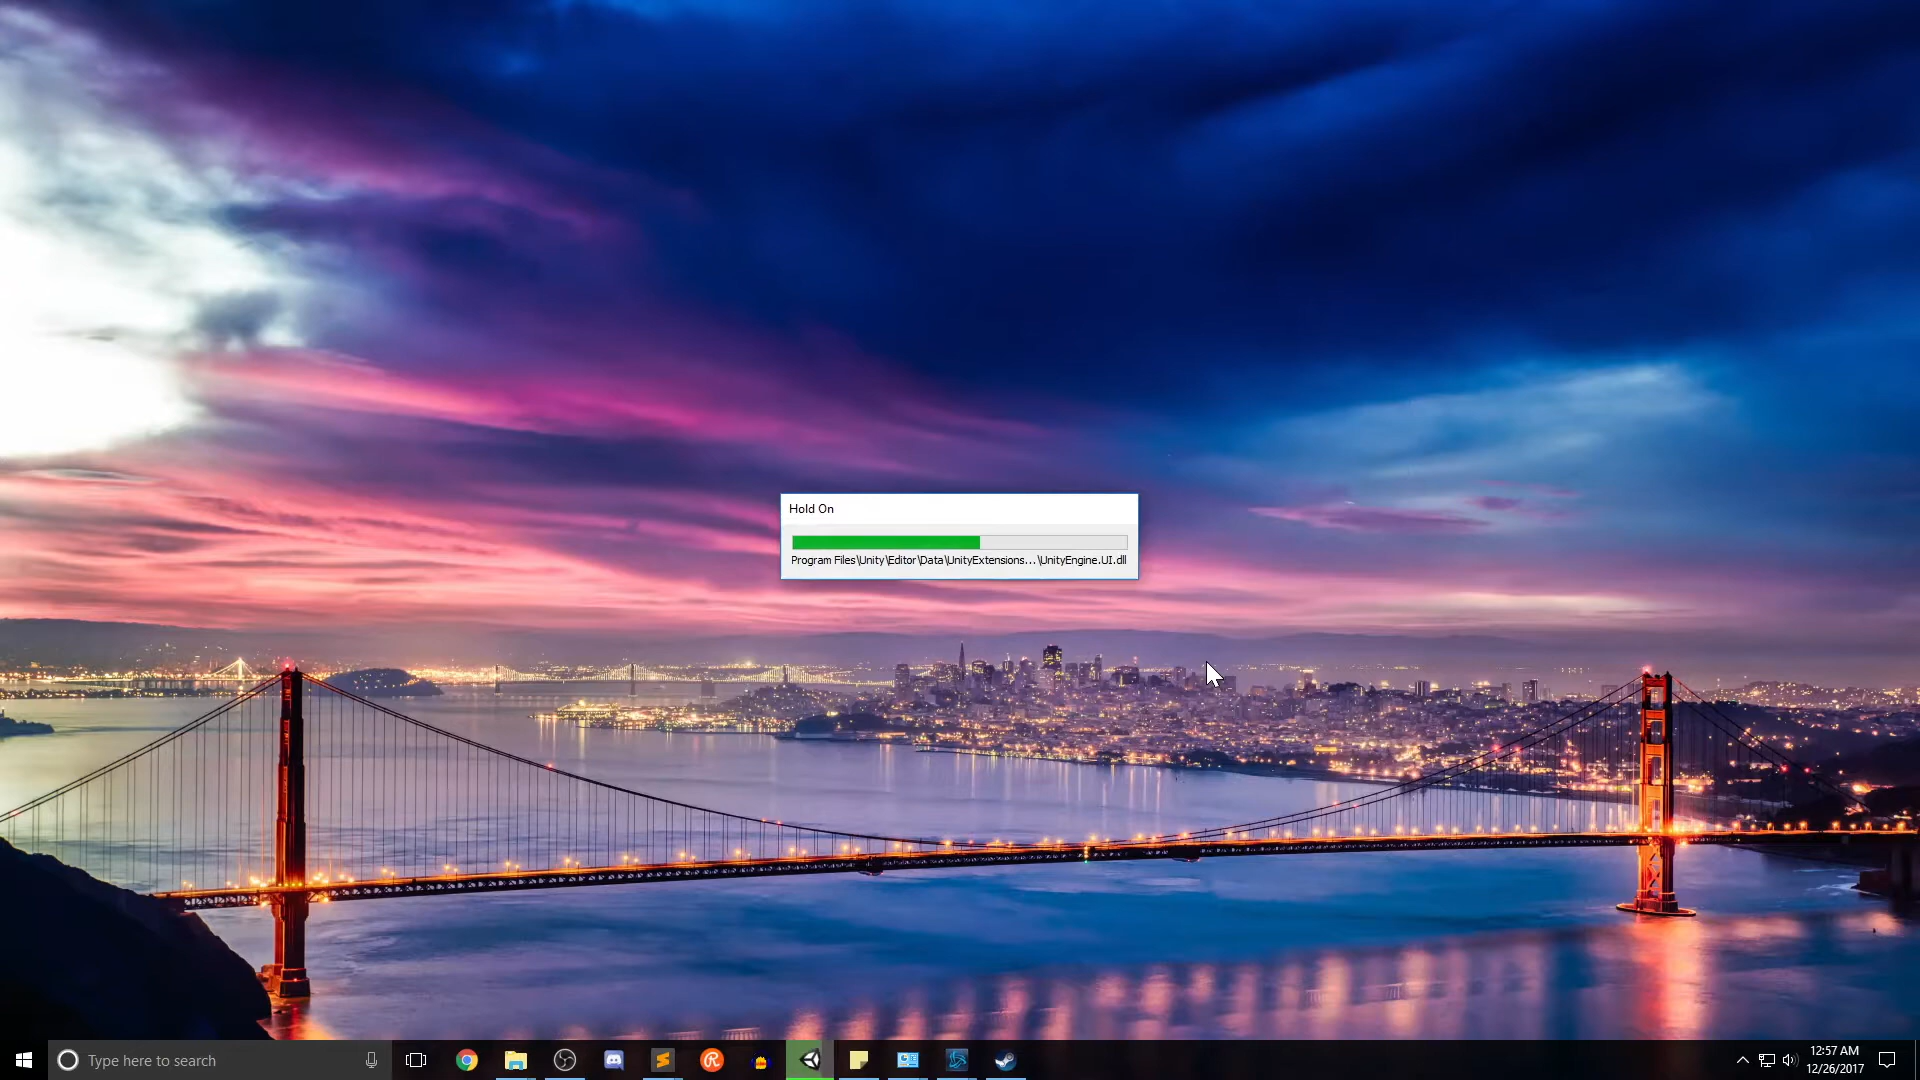 Hold On
Program Files\Unity\Editor\Data\UnityExtensions...\UnityEngine.UI.dll
Type here to search
12:57 AM
12/26/2017